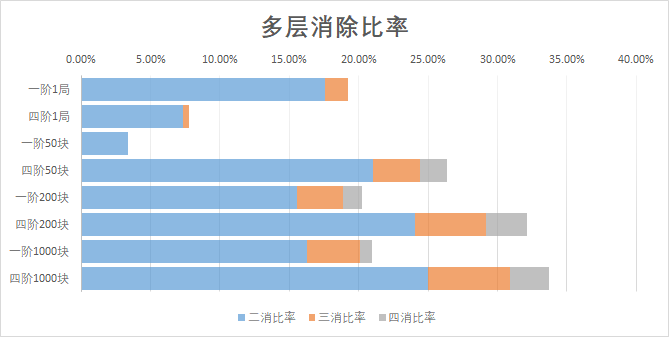 多层消除比率
0.00% 5.00% 10.00% 15.00% 20.00% 25.00% 30.00% 35.00% 40.00%
一阶1局
四阶1局
一阶50块
四阶50块
一阶200块
四阶200块
一阶1000块
四阶1000块
二消比率 三消比率 四消比率